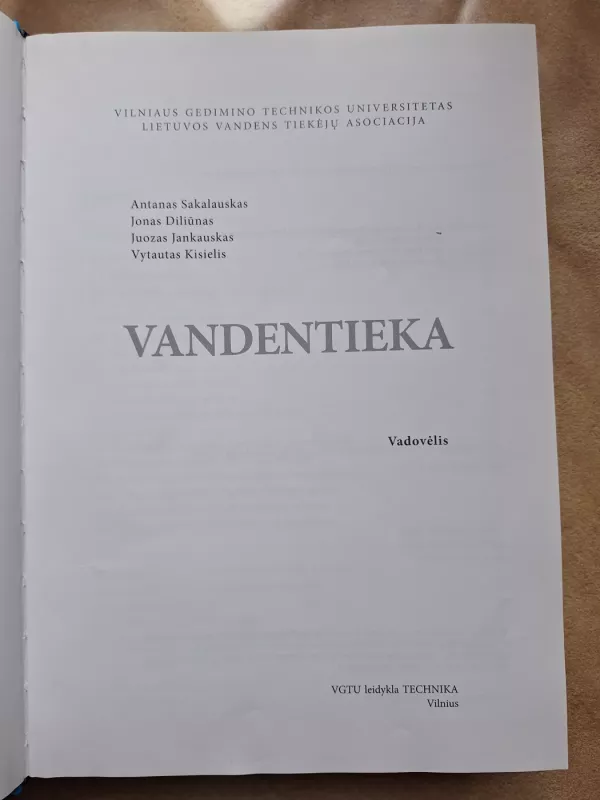 VILNIAUS GEDIMINO TECHNIKOS UNIVERSITETAS
LIETUVOS VANDENS TIEKĖJŲ ASOCIACIJA
Antanas Sakalauskas
Jonas Diliūnas
Juozas Jankauskas
Vytautas Kisielis
VANDENTIEKA
Vadovėlis
VGTU leidykla TECHNIKA
Vilnius